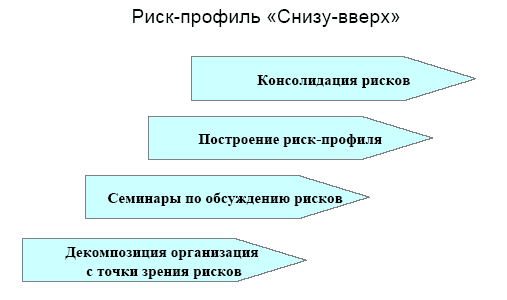 Риск-профиль «Снизу-вверх»
Консолидация рисков
Построение риск-профиля
Семинары по обсуждению рисков
Декомпозиция организация
с точки зрения рисков